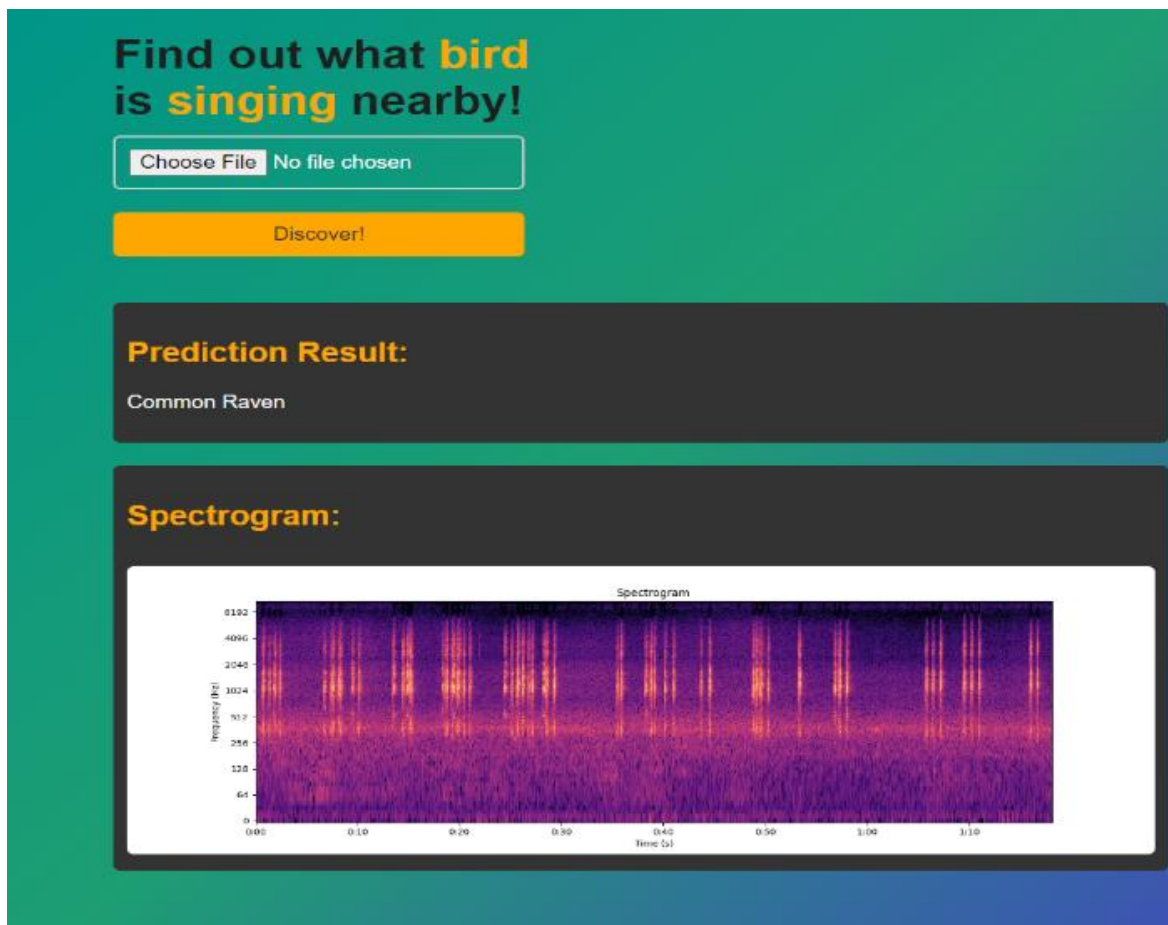 Find out what bird
is singing nearby!
Choose File No file chosen
Discover!
Prediction Result:
Common Raven
Spectrogram:
Spectrogram
8192
4096
2048
1024
512
256
128
64
0
Frequency (Hz)
0:00 0:10 0:20 0:30 0:40 0:50 1:00 1:10
Time (s)